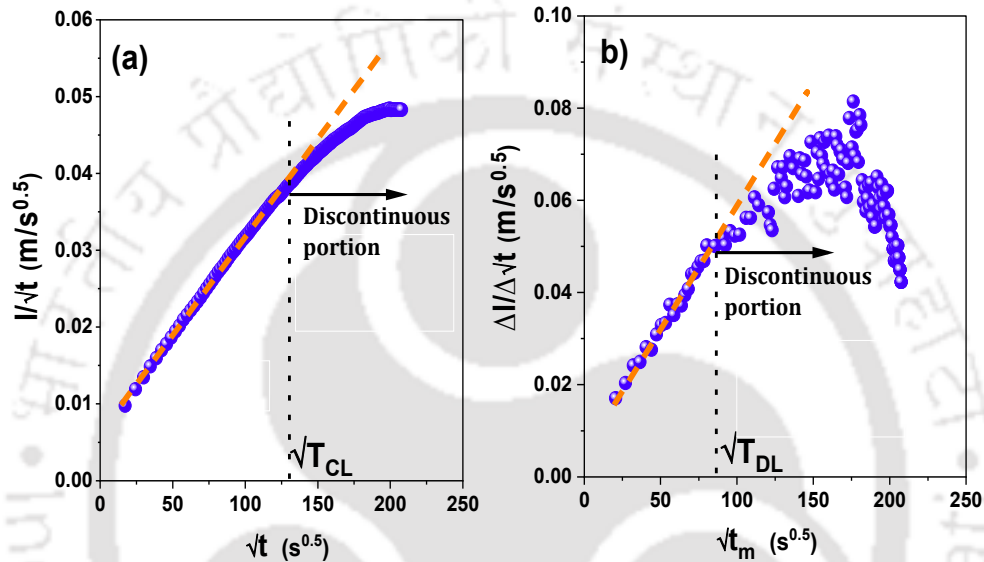 (a)
0.06
0.05
0.04
0.03
0.02
0.01
0.00
I/√t (m/s^0.5)
Discontinuous
portion
√T_CL
0 50 100 150 200 250
√t (s^0.5)
b)
0.10
0.08
0.06
0.04
0.02
0.00
ΔI/Δ√t (m/s^0.5)
Discontinuous
portion
√T_DL
0 50 100 150 200 250
√t_m (s^0.5)